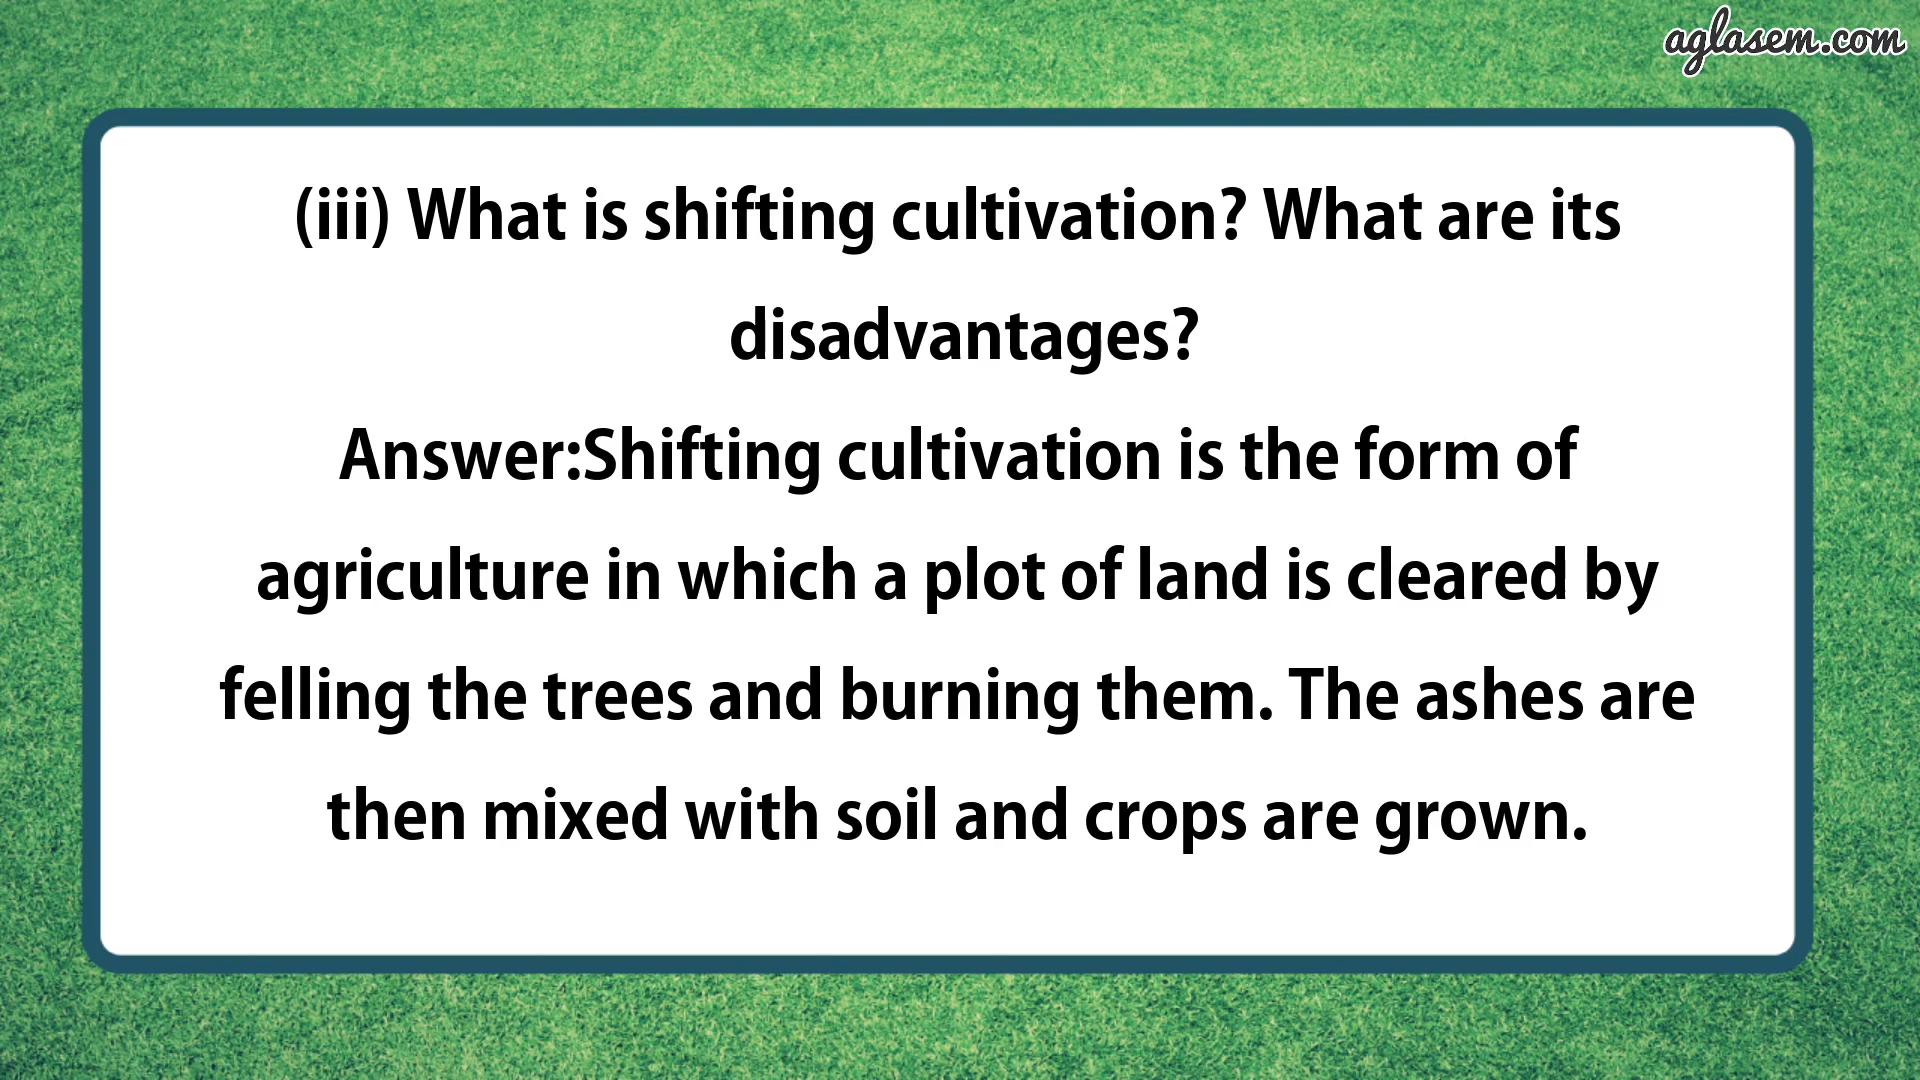 aglasem.com
(iii) What is shifting cultivation? What are its
disadvantages?
Answer:Shifting cultivation is the form of
agriculture in which a plot of land is cleared by
felling the trees and burning them. The ashes are
then mixed with soil and crops are grown.